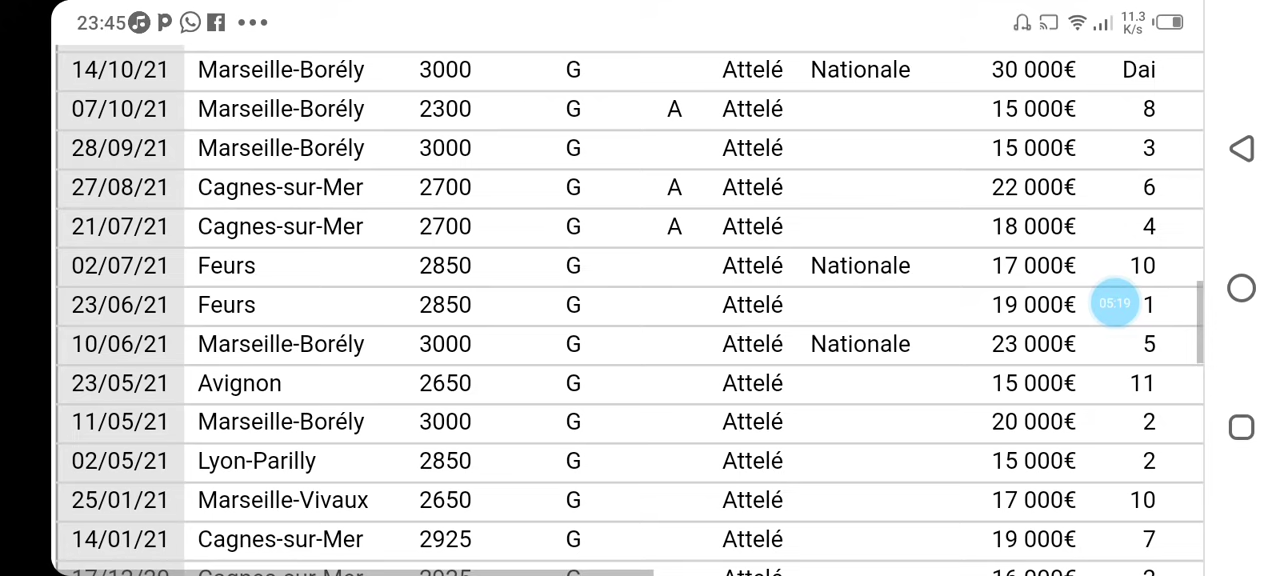 23:45 11.3 K/s
14/10/21 Marseille-Borély 3000 G Attelé Nationale 30 000€ Dai
07/10/21 Marseille-Borély 2300 G A Attelé 15 000€ 8
28/09/21 Marseille-Borély 3000 G Attelé 15 000€ 3
27/08/21 Cagnes-sur-Mer 2700 G A Attelé 22 000€ 6
21/07/21 Cagnes-sur-Mer 2700 G A Attelé 18 000€ 4
02/07/21 Feurs 2850 G Attelé Nationale 17 000€ 10
23/06/21 Feurs 2850 G Attelé 19 000€ 05:19 1
10/06/21 Marseille-Borély 3000 G Attelé Nationale 23 000€ 5
23/05/21 Avignon 2650 G Attelé 15 000€ 11
11/05/21 Marseille-Borély 3000 G Attelé 20 000€ 2
02/05/21 Lyon-Parilly 2850 G Attelé 15 000€ 2
25/01/21 Marseille-Vivaux 2650 G Attelé 17 000€ 10
14/01/21 Cagnes-sur-Mer 2925 G Attelé 19 000€ 7